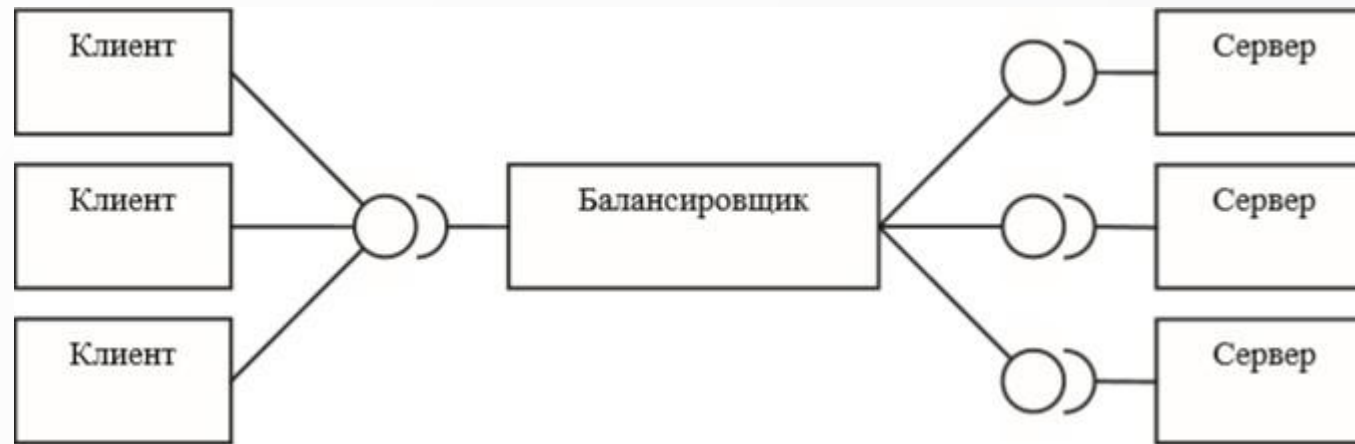 Клиент
Сервер
Клиент
Балансировщик
Сервер
Клиент
Сервер